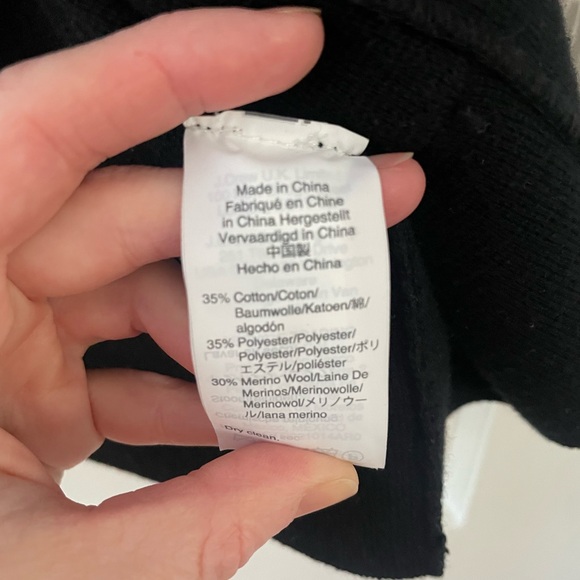 Made in China
Fabriqué en Chine
in China Hergestellt
Vervaardigd in China
中国製
Hecho en China
35% Cotton/Coton/
Baumwolle/Katoen/綿/
algodón
35% Polyester/Polyester/
Polyester/Polyester/ポリ
エステル/poliéster
30% Merino Wool/Laine De
Merinos/Merinowolle/
Merinowol/メリノウー
ル/lana merino
Dry clean